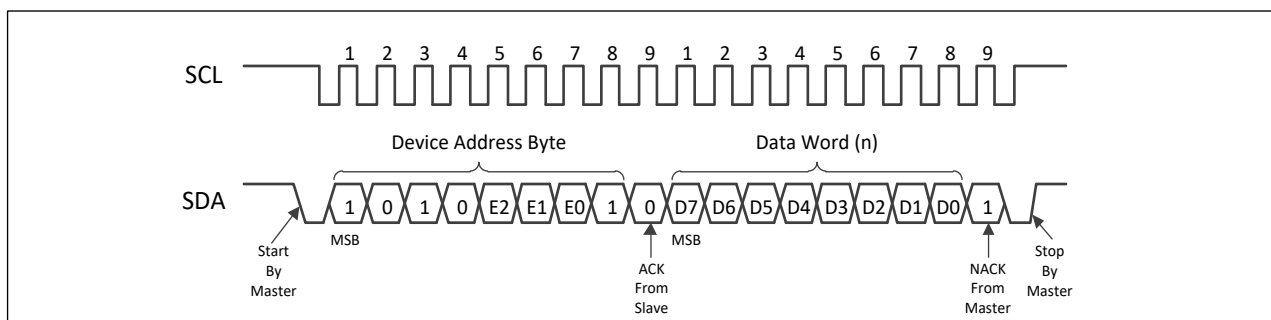 1 2 3 4 5 6 7 8 9 1 2 3 4 5 6 7 8 9
SCL
Device Address Byte Data Word (n)
SDA 1 0 1 0 E2 E1 E0 1 0 D7 D6 D5 D4 D3 D2 D1 D0 1
MSB MSB
Start
By
Master
ACK
From
Slave
NACK
From
Master
Stop
By
Master